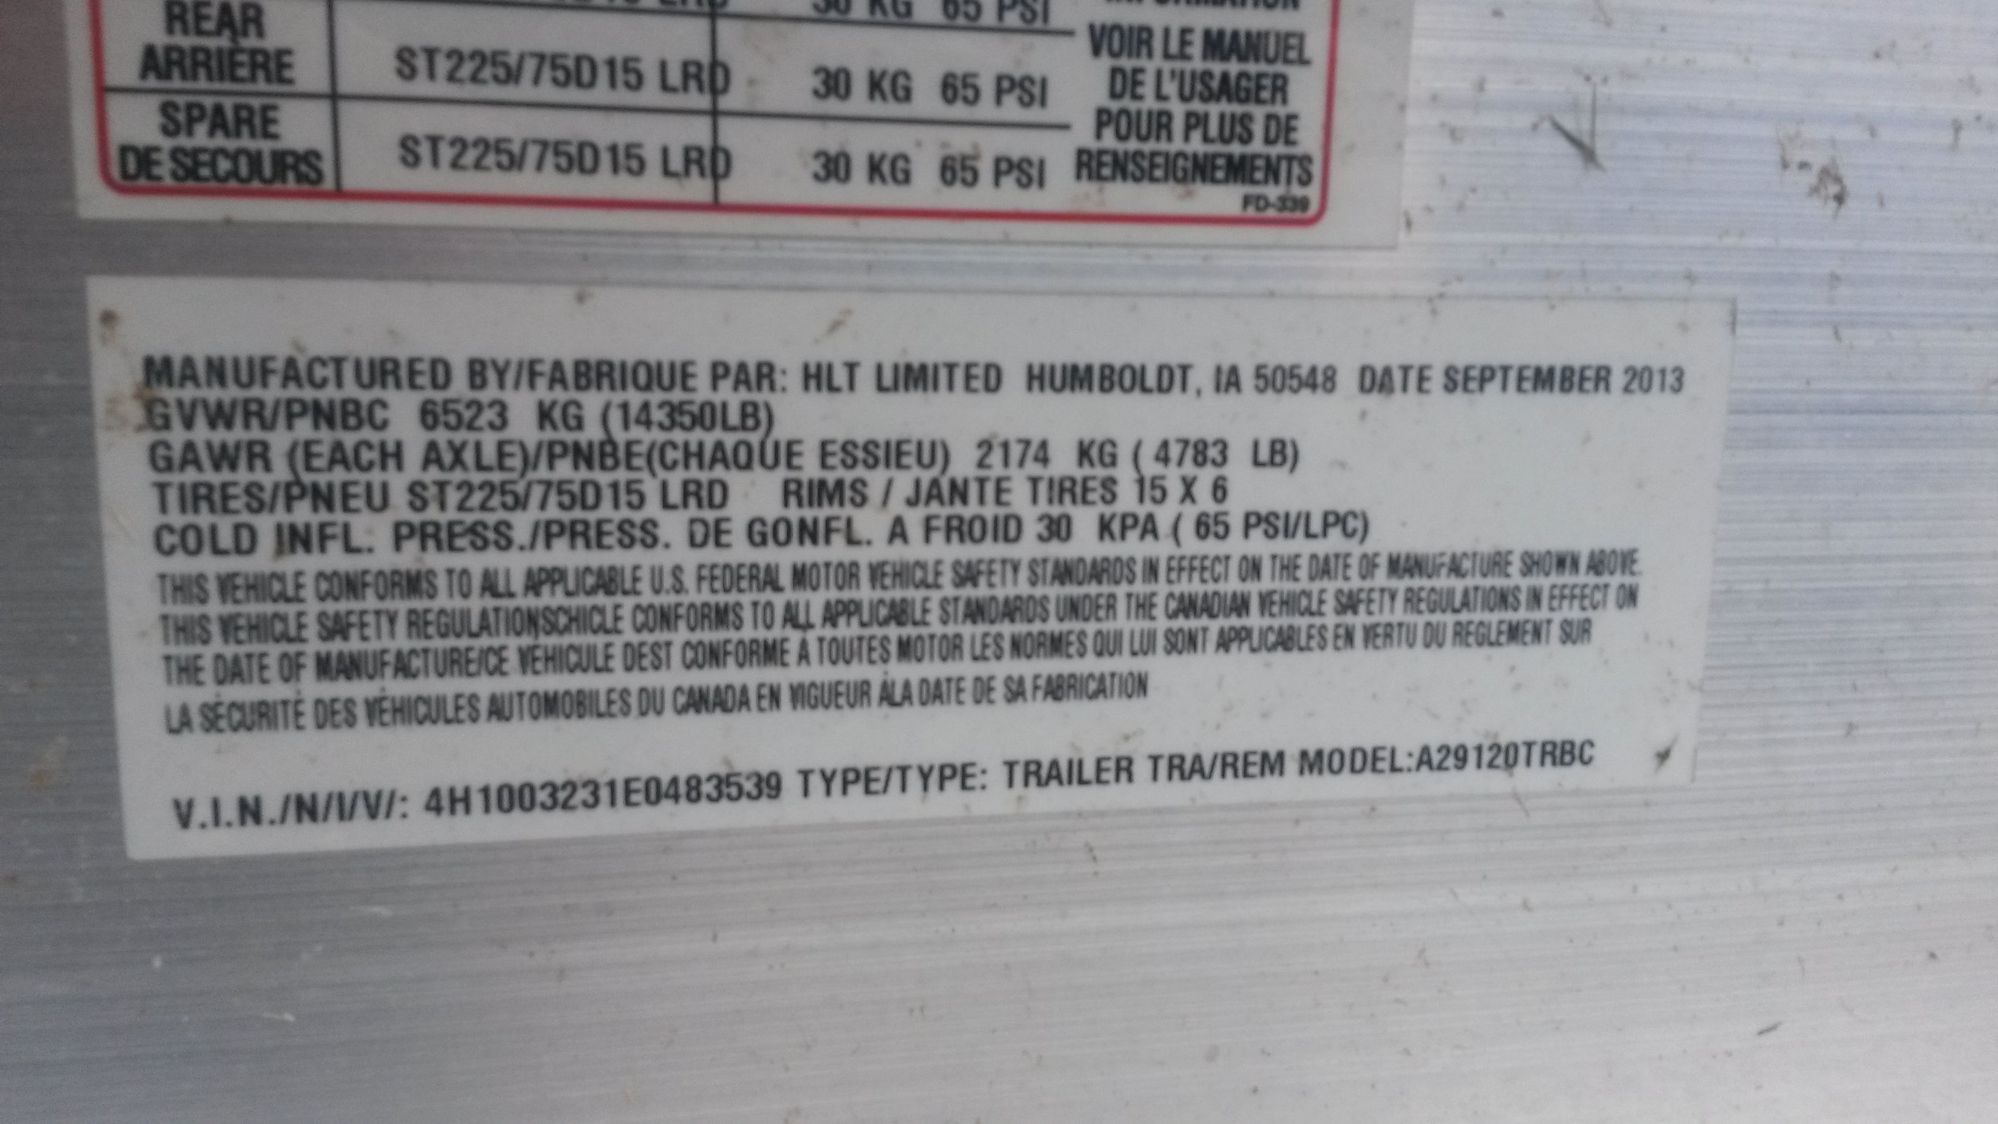 30 KG 65 PSI
INFORMATION
REAR
ARRIÈRE
ST225/75D15 LRD
30 KG 65 PSI
VOIR LE MANUEL
DE L'USAGER
POUR PLUS DE
RENSEIGNEMENTS
SPARE
DE SECOURS
ST225/75D15 LRD
30 KG 65 PSI
FD-339
MANUFACTURED BY/FABRIQUE PAR: HLT LIMITED HUMBOLDT, IA 50548 DATE SEPTEMBER 2013
GVWR/PNBC 6523 KG (14350LB)
GAWR (EACH AXLE)/PNBE(CHAQUE ESSIEU) 2174 KG ( 4783 LB)
TIRES/PNEU ST225/75D15 LRD RIMS / JANTE TIRES 15 X 6
COLD INFL. PRESS./PRESS. DE GONFL. A FROID 30 KPA ( 65 PSI/LPC)
THIS VEHICLE CONFORMS TO ALL APPLICABLE U.S. FEDERAL MOTOR VEHICLE SAFETY STANDARDS IN EFFECT ON THE DATE OF MANUFACTURE SHOWN ABOVE.
THIS VEHICLE SAFETY REGULATIONSCHICLE CONFORMS TO ALL APPLICABLE STANDARDS UNDER THE CANADIAN VEHICLE SAFETY REGULATIONS IN EFFECT ON
THE DATE OF MANUFACTURE/CE VEHICULE DEST CONFORME A TOUTES MOTOR LES NORMES QUI LUI SONT APPLICABLES EN VERTU DU REGLEMENT SUR
LA SÉCURITÉ DES VÉHICULES AUTOMOBILES DU CANADA EN VIGUEUR ÀLA DATE DE SA FABRICATION
V.I.N./N/I/V/: 4H1003231E0483539 TYPE/TYPE: TRAILER TRA/REM MODEL:A29120TRBC